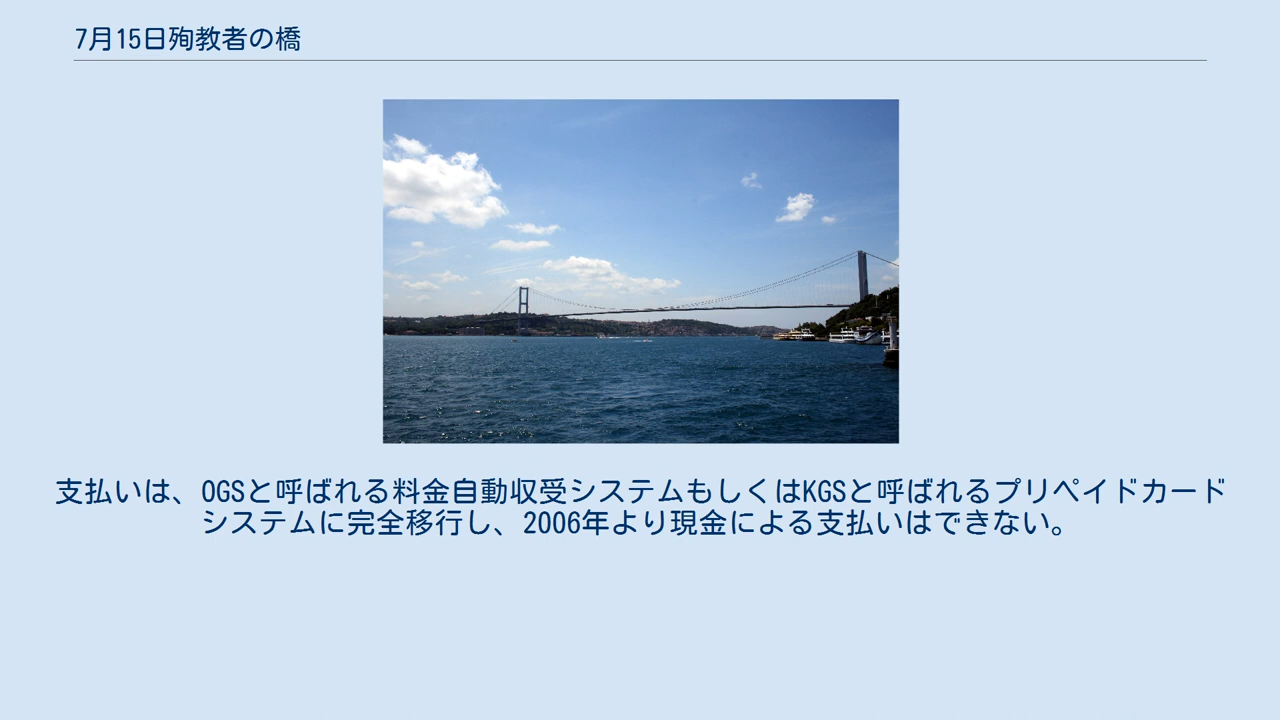 7月15日殉教者の橋
支払いは、OGSと呼ばれる料金自動収受システムもしくはKGSと呼ばれるプリペイドカード
システムに完全移行し、2006年より現金による支払いはできない。